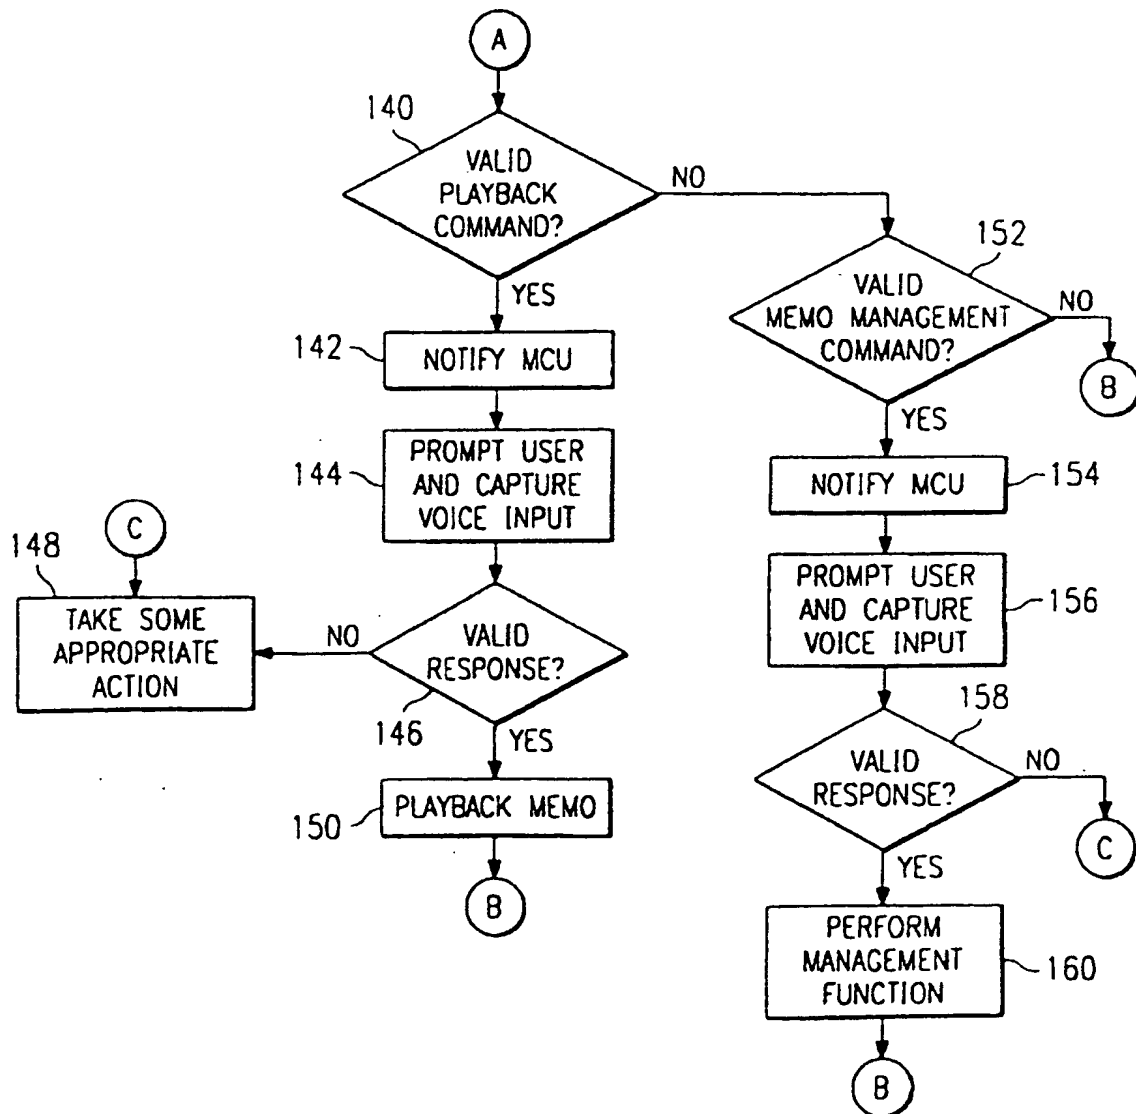 A
140
VALID
PLAYBACK
COMMAND?
NO
YES
152
VALID
MEMO MANAGEMENT
COMMAND?
NO
B
YES
142
NOTIFY MCU
144
PROMPT USER
AND CAPTURE
VOICE INPUT
NOTIFY MCU
154
C
148
TAKE SOME
APPROPRIATE
ACTION
NO
VALID
RESPONSE?
146
YES
PROMPT USER
AND CAPTURE
VOICE INPUT
156
158
VALID
RESPONSE?
NO
C
YES
150
PLAYBACK MEMO
B
PERFORM
MANAGEMENT
FUNCTION
160
B